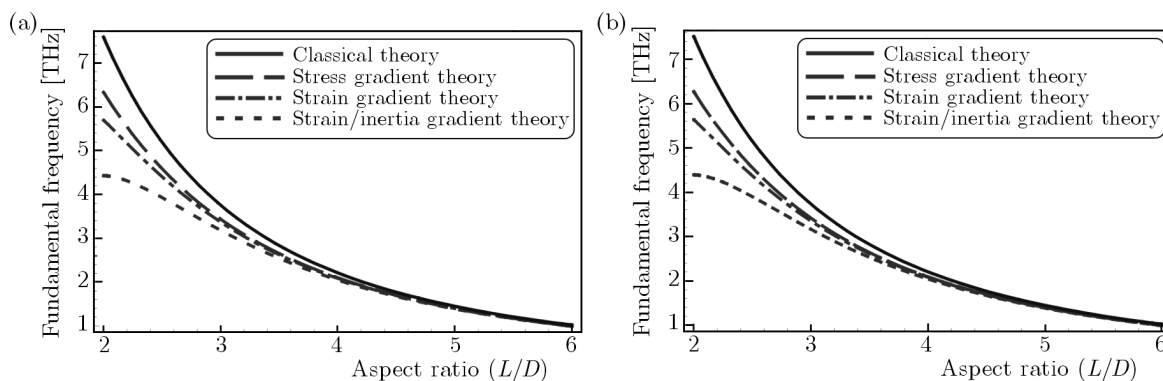 (a)
Fundamental frequency [THz]
7
6
5
4
3
2
1
Classical theory
Stress gradient theory
Strain gradient theory
Strain/inertia gradient theory
2 3 4 5 6
Aspect ratio (L/D)
(b)
Fundamental frequency [THz]
7
6
5
4
3
2
1
Classical theory
Stress gradient theory
Strain gradient theory
Strain/inertia gradient theory
2 3 4 5 6
Aspect ratio (L/D)